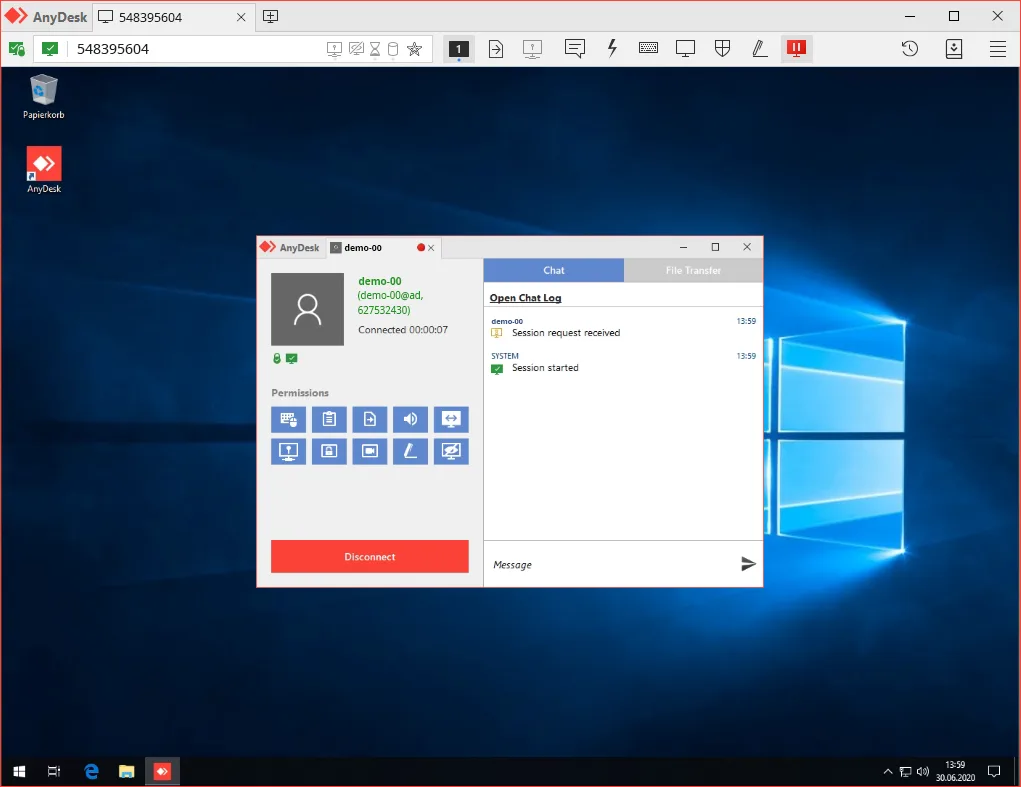 AnyDesk
548395604
548395604
1
Papierkorb
AnyDesk
AnyDesk
demo-00
demo-00
(demo-00@ad,
627532430)
Connected 00:00:07
Permissions
Disconnect
Chat
File Transfer
Open Chat Log
demo-00
13:59
Session request received
SYSTEM
13:59
Session started
Message
13:59
30.06.2020